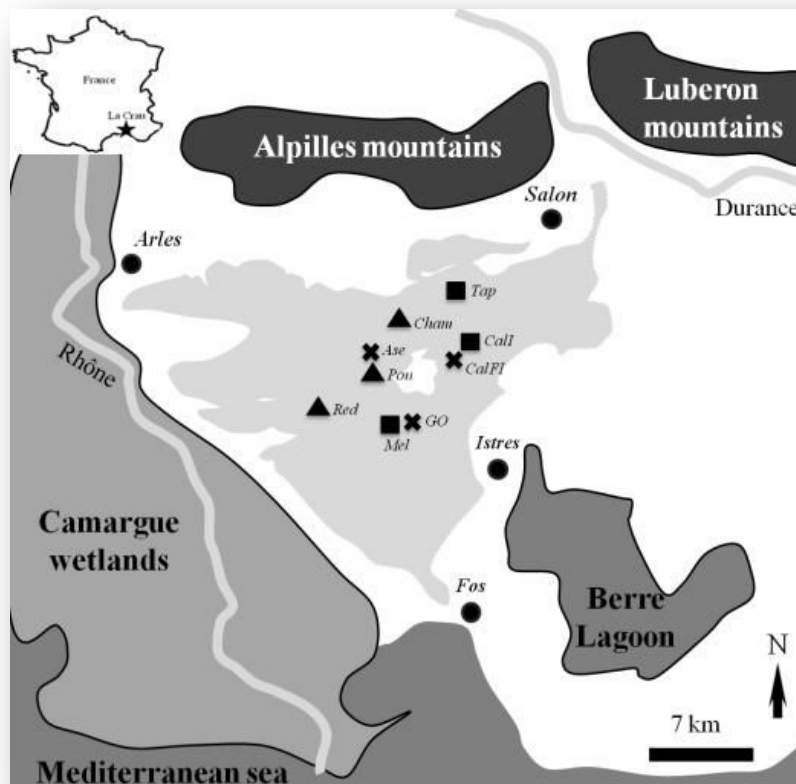 France
La Crau
Luberon
mountains
Alpilles mountains
Durance
Salon
Arles
Tap
Cham
CalI
Ase
CalFI
Rhône
Pou
Red
GO
Mel
Istres
Camargue
wetlands
Fos
Berre
Lagoon
N
7 km
Mediterranean sea